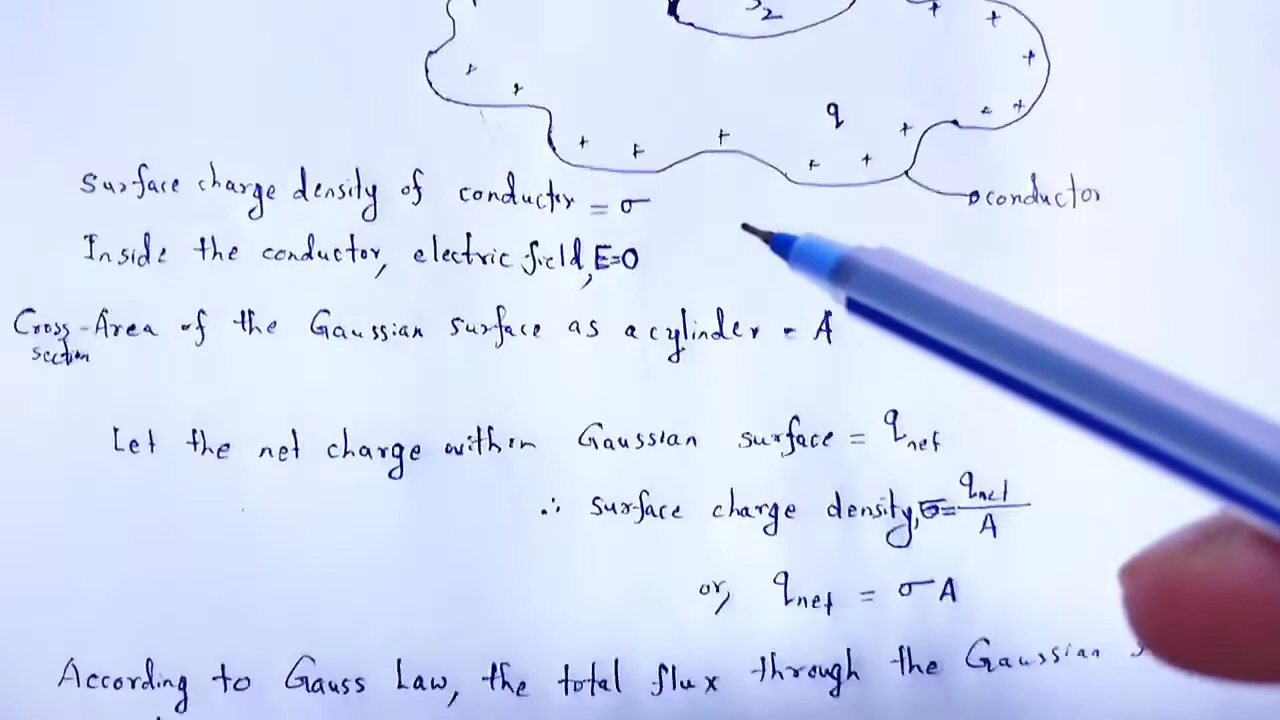 S2
+ +
+ +
+ + +
q
+ + + + + +
Surface charge density of conductor = σ
conductor
Inside the conductor, electric field, E=0
Cross-Area of the Gaussian surface as a cylinder = A
section
Let the net charge within Gaussian surface = qnet
∴ surface charge density, σ = qnet / A
or, qnet = σA
According to Gauss Law, the total flux through the Gaussian